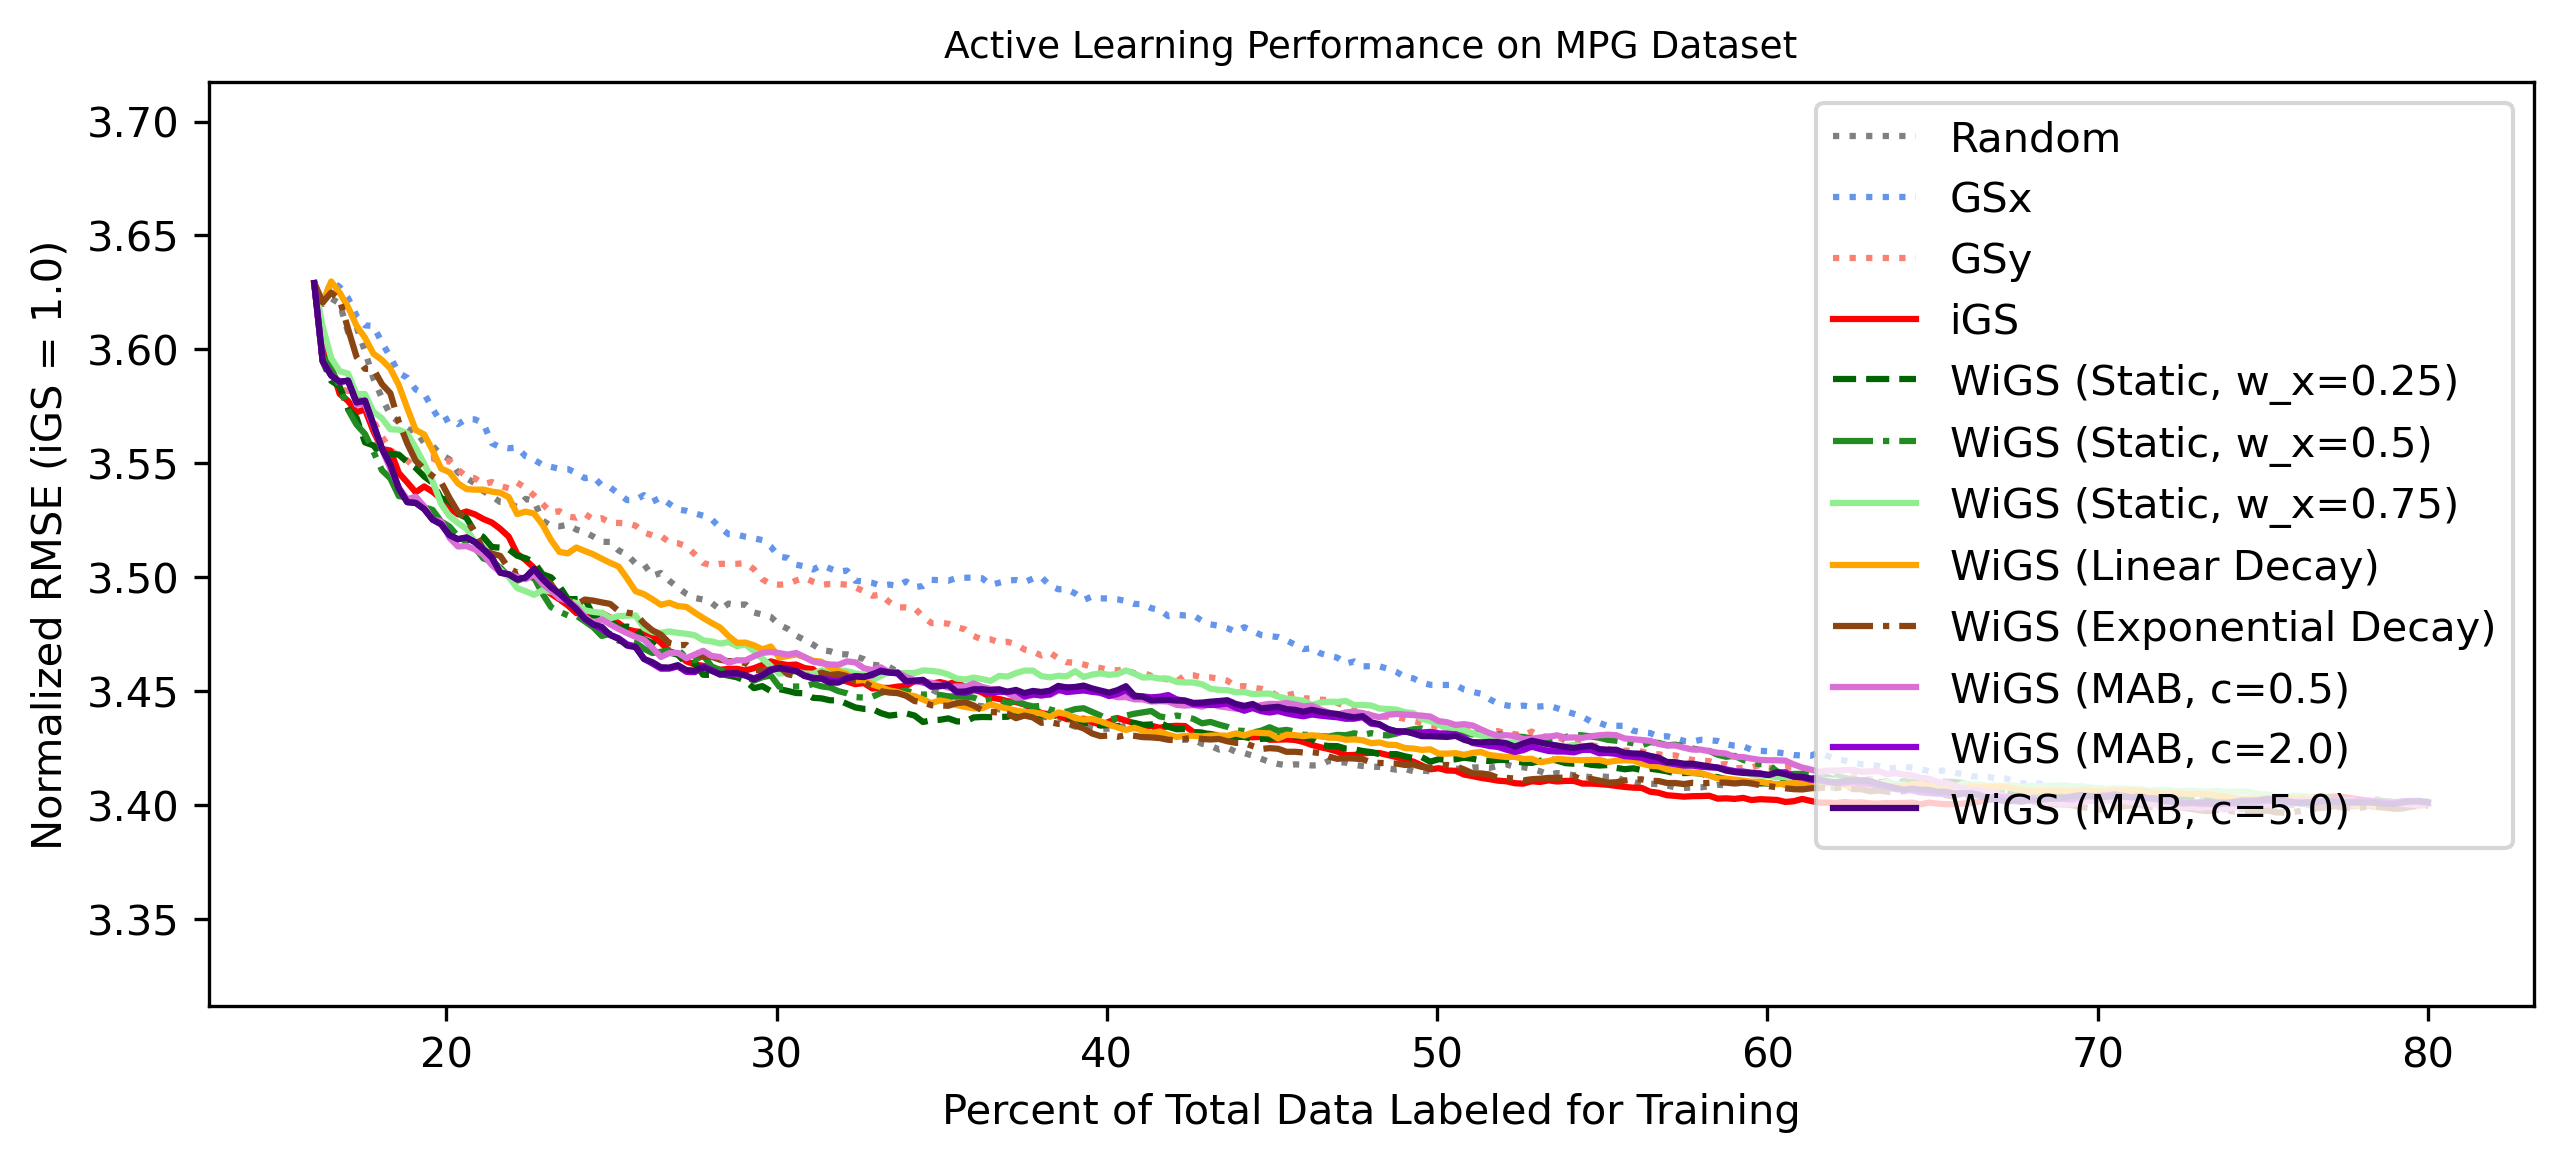 Active Learning Performance on MPG Dataset
Normalized RMSE (iGS = 1.0)
3.70
3.65
3.60
3.55
3.50
3.45
3.40
3.35
Random
GSx
GSy
iGS
WiGS (Static, w_x=0.25)
WiGS (Static, w_x=0.5)
WiGS (Static, w_x=0.75)
WiGS (Linear Decay)
WiGS (Exponential Decay)
WiGS (MAB, c=0.5)
WiGS (MAB, c=2.0)
WiGS (MAB, c=5.0)
20 30 40 50 60 70 80
Percent of Total Data Labeled for Training